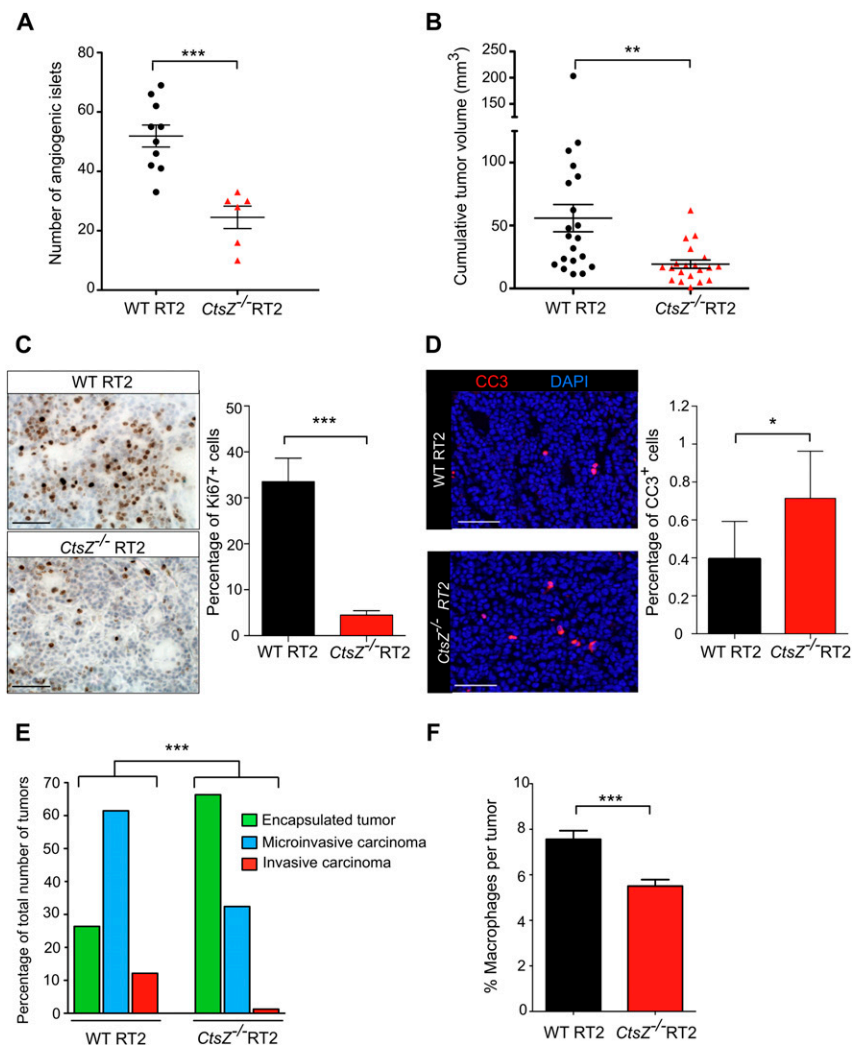 A
Number of angiogenic islets
80
60
40
20
0
***
WT RT2
CtsZ-/-RT2
B
Cumulative tumor volume (mm3)
250
200
150
100
50
0
**
WT RT2
CtsZ-/-RT2
C
WT RT2
CtsZ-/- RT2
Percentage of Ki67+ cells
50
40
30
20
10
0
***
WT RT2
CtsZ-/-RT2
D
CC3 DAPI
WT RT2
CtsZ-/- RT2
Percentage of CC3+ cells
1.2
1
0.8
0.6
0.4
0.2
0
*
WT RT2
CtsZ-/-RT2
E
Percentage of total number of tumors
70
60
50
40
30
20
10
0
***
Encapsulated tumor
Microinvasive carcinoma
Invasive carcinoma
WT RT2
CtsZ-/-RT2
F
% Macrophages per tumor
10
8
6
4
2
0
***
WT RT2
CtsZ-/-RT2